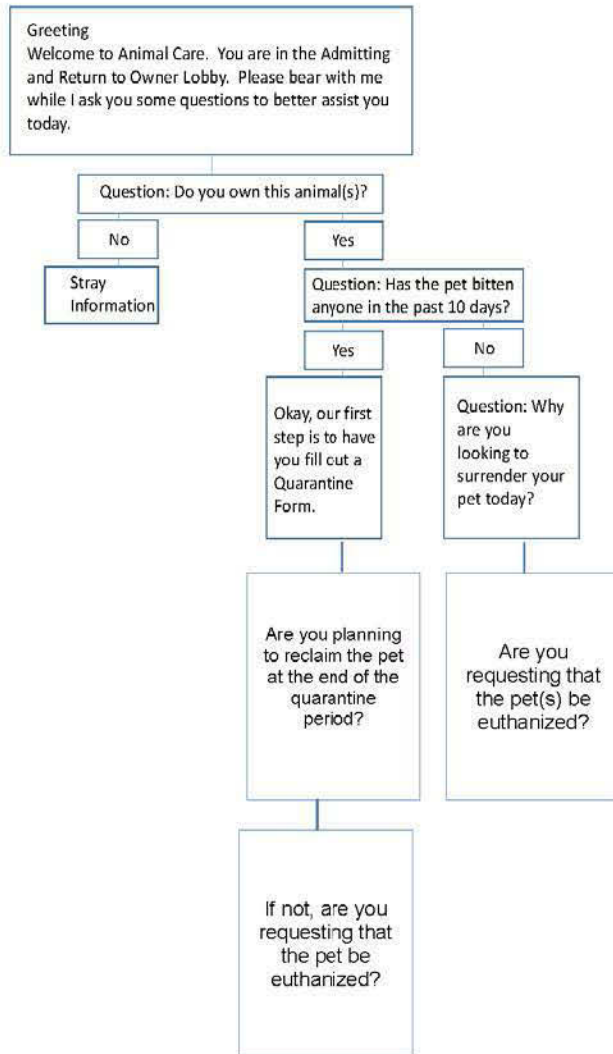 Greeting
Welcome to Animal Care. You are in the Admitting
and Return to Owner Lobby. Please bear with me
while I ask you some questions to better assist you
today.
Question: Do you own this animal(s)?
No
Yes
Stray
Information
Question: Has the pet bitten
anyone in the past 10 days?
Yes
No
Okay, our first
step is to have
you fill out a
Quarantine
Form.
Question: Why
are you
looking to
surrender your
pet today?
Are you planning
to reclaim the pet
at the end of the
quarantine
period?
Are you
requesting that
the pet(s) be
euthanized?
If not, are you
requesting that
the pet be
euthanized?